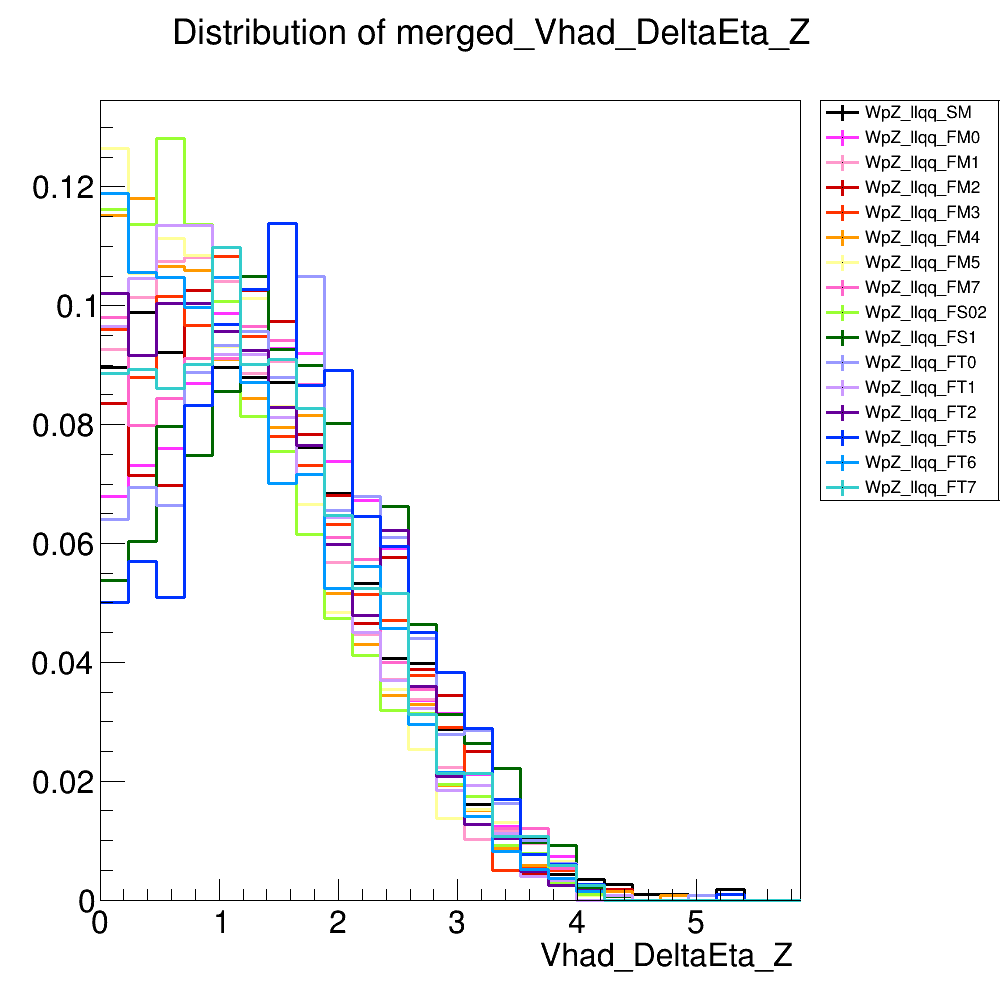 Distribution of merged_Vhad_DeltaEta_Z
WpZ_llqq_SM
WpZ_llqq_FM0
WpZ_llqq_FM1
WpZ_llqq_FM2
WpZ_llqq_FM3
WpZ_llqq_FM4
WpZ_llqq_FM5
WpZ_llqq_FM7
WpZ_llqq_FS02
WpZ_llqq_FS1
WpZ_llqq_FT0
WpZ_llqq_FT1
WpZ_llqq_FT2
WpZ_llqq_FT5
WpZ_llqq_FT6
WpZ_llqq_FT7
0.12
0.1
0.08
0.06
0.04
0.02
0
0 1 2 3 4 5
Vhad_DeltaEta_Z